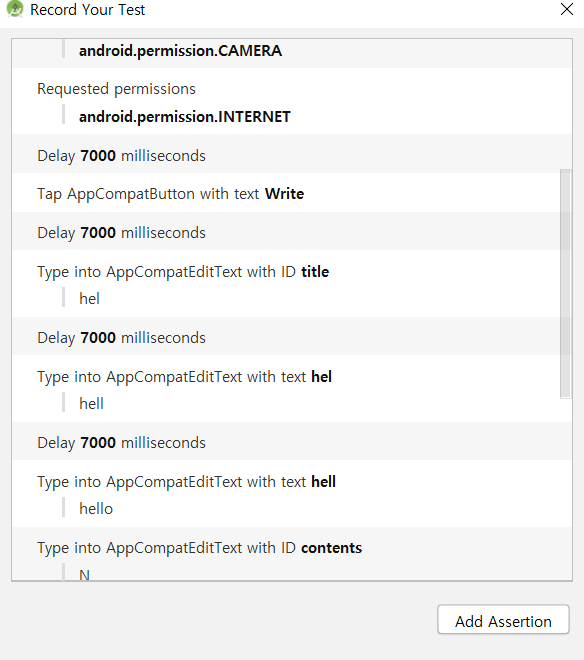 Record Your Test
android.permission.CAMERA
Requested permissions
android.permission.INTERNET
Delay 7000 milliseconds
Tap AppCompatButton with text Write
Delay 7000 milliseconds
Type into AppCompatEditText with ID title
hel
Delay 7000 milliseconds
Type into AppCompatEditText with text hel
hell
Delay 7000 milliseconds
Type into AppCompatEditText with text hell
hello
Type into AppCompatEditText with ID contents
N
Add Assertion